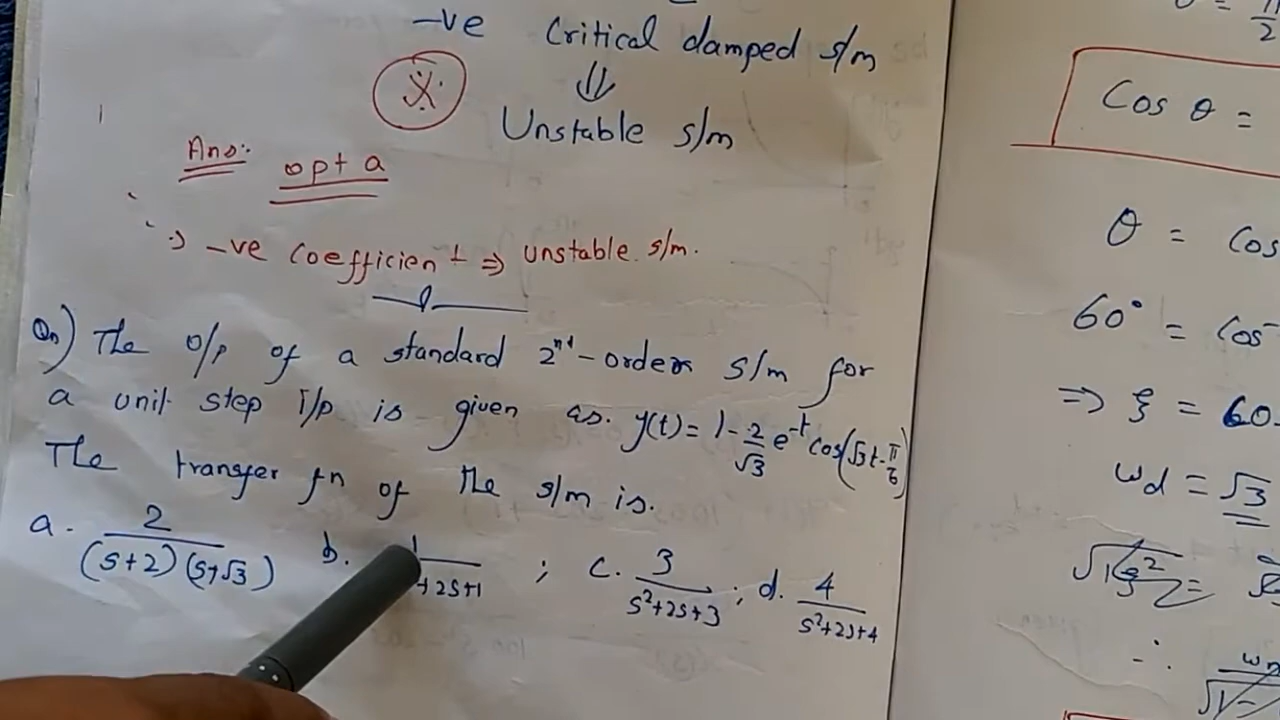 -ve Critical damped s/m
⇓
Unstable s/m
Ans: opt a
∵ -ve coefficient ⇒ unstable s/m.
Qn) The o/p of a standard 2nd-order s/m for
a unit step i/p is given as. y(t) = 1 - 2/√3 e^-t cos(√3t - π/6)
The transfer fn of the s/m is.
a. 2/(s+2)(s+√3) b. 1/+2s+1 ; c. 3/s²+2s+3 ; d. 4/s²+2s+4
π/2
Cos θ =
θ = cos
60° = cos
⇒ ξ = 60
ωd = √3
∴ ωn